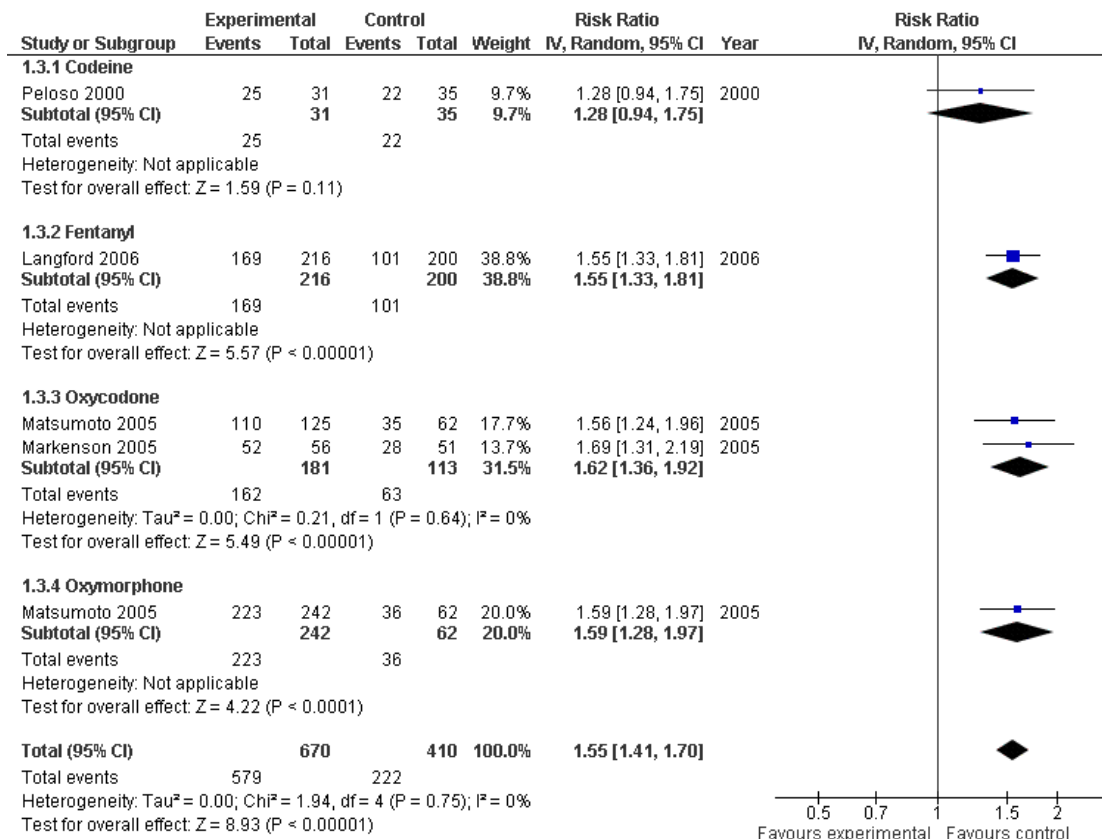 Experimental Control Risk Ratio Risk Ratio
Study or Subgroup Events Total Events Total Weight IV, Random, 95% CI Year IV, Random, 95% CI
1.3.1 Codeine
Peloso 2000 25 31 22 35 9.7% 1.28 [0.94, 1.75] 2000
Subtotal (95% CI) 31 35 9.7% 1.28 [0.94, 1.75]
Total events 25 22
Heterogeneity: Not applicable
Test for overall effect: Z = 1.59 (P = 0.11)
1.3.2 Fentanyl
Langford 2006 169 216 101 200 38.8% 1.55 [1.33, 1.81] 2006
Subtotal (95% CI) 216 200 38.8% 1.55 [1.33, 1.81]
Total events 169 101
Heterogeneity: Not applicable
Test for overall effect: Z = 5.57 (P < 0.00001)
1.3.3 Oxycodone
Matsumoto 2005 110 125 35 62 17.7% 1.56 [1.24, 1.96] 2005
Markenson 2005 52 56 28 51 13.7% 1.69 [1.31, 2.19] 2005
Subtotal (95% CI) 181 113 31.5% 1.62 [1.36, 1.92]
Total events 162 63
Heterogeneity: Tau² = 0.00; Chi² = 0.21, df = 1 (P = 0.64); I² = 0%
Test for overall effect: Z = 5.49 (P < 0.00001)
1.3.4 Oxymorphone
Matsumoto 2005 223 242 36 62 20.0% 1.59 [1.28, 1.97] 2005
Subtotal (95% CI) 242 62 20.0% 1.59 [1.28, 1.97]
Total events 223 36
Heterogeneity: Not applicable
Test for overall effect: Z = 4.22 (P < 0.0001)
Total (95% CI) 670 410 100.0% 1.55 [1.41, 1.70]
Total events 579 222
Heterogeneity: Tau² = 0.00; Chi² = 1.94, df = 4 (P = 0.75); I² = 0%
Test for overall effect: Z = 8.93 (P < 0.00001)
0.5 0.7 1 1.5 2
Favours experimental Favours control